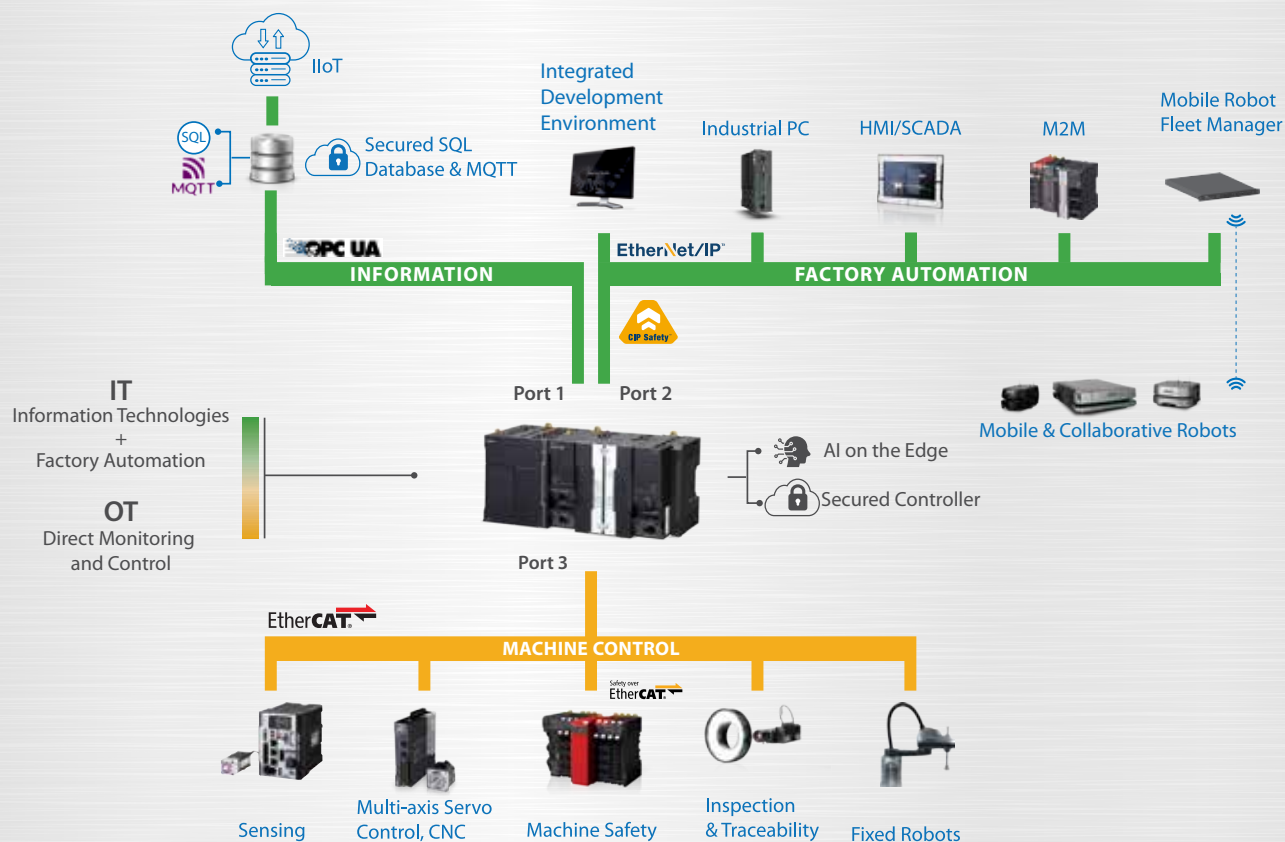 IIoT
SQL
MQTT
Secured SQL
Database & MQTT
Integrated
Development
Environment
Industrial PC
HMI/SCADA
M2M
Mobile Robot
Fleet Manager
OPC UA
EtherNet/IP™
INFORMATION
FACTORY AUTOMATION
CIP Safety™
Port 1
Port 2
IT
Information Technologies
+
Factory Automation
OT
Direct Monitoring
and Control
Mobile & Collaborative Robots
AI on the Edge
Secured Controller
Port 3
EtherCAT®
MACHINE CONTROL
Safety over
EtherCAT®
Sensing
Multi-axis Servo
Control, CNC
Machine Safety
Inspection
& Traceability
Fixed Robots